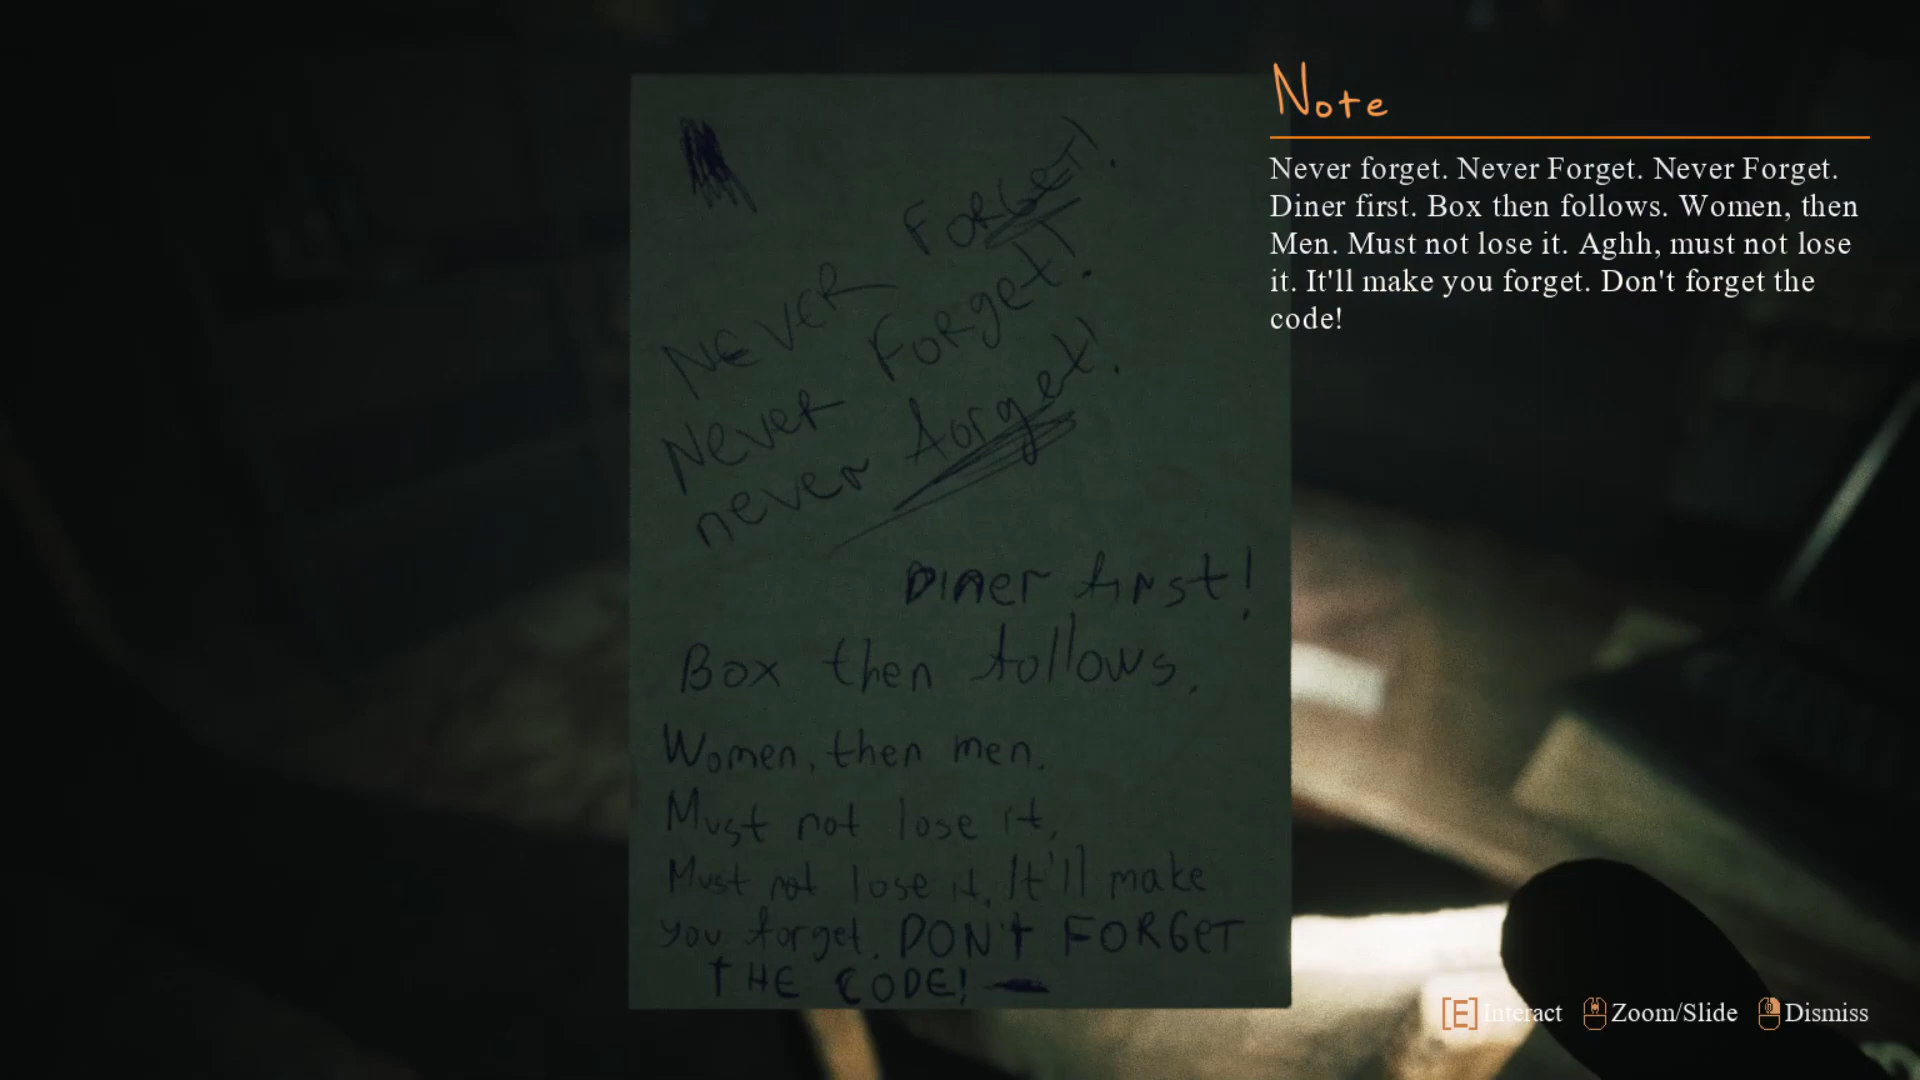 NEVER FORGET!
Never Forget!
never forget!
DINer first!
Box then follows.
Women, then men.
Must not lose it,
Must not lose it, It'll make
you forget. DON't FORGeT
THE CODE!
Note
Never forget. Never Forget. Never Forget.
Diner first. Box then follows. Women, then
Men. Must not lose it. Aghh, must not lose
it. It'll make you forget. Don't forget the
code!
[E] Interact Zoom/Slide Dismiss